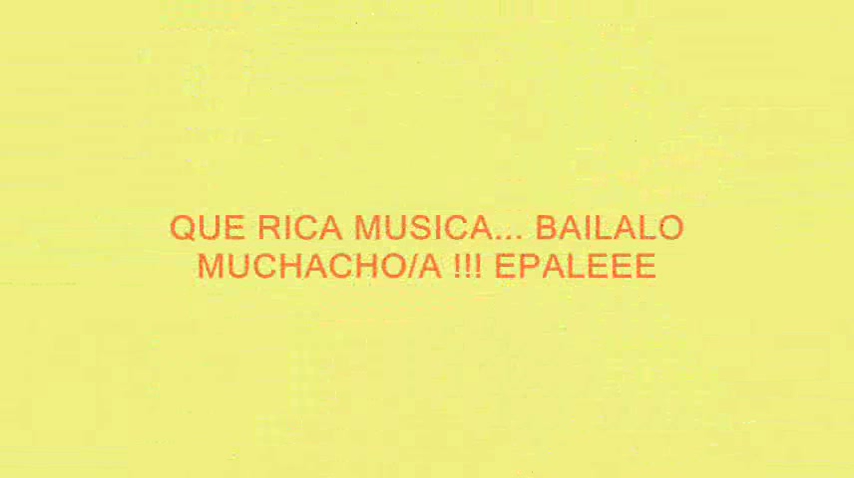 QUE RICA MUSICA... BAILALO
MUCHACHO/A !!! EPALEEE